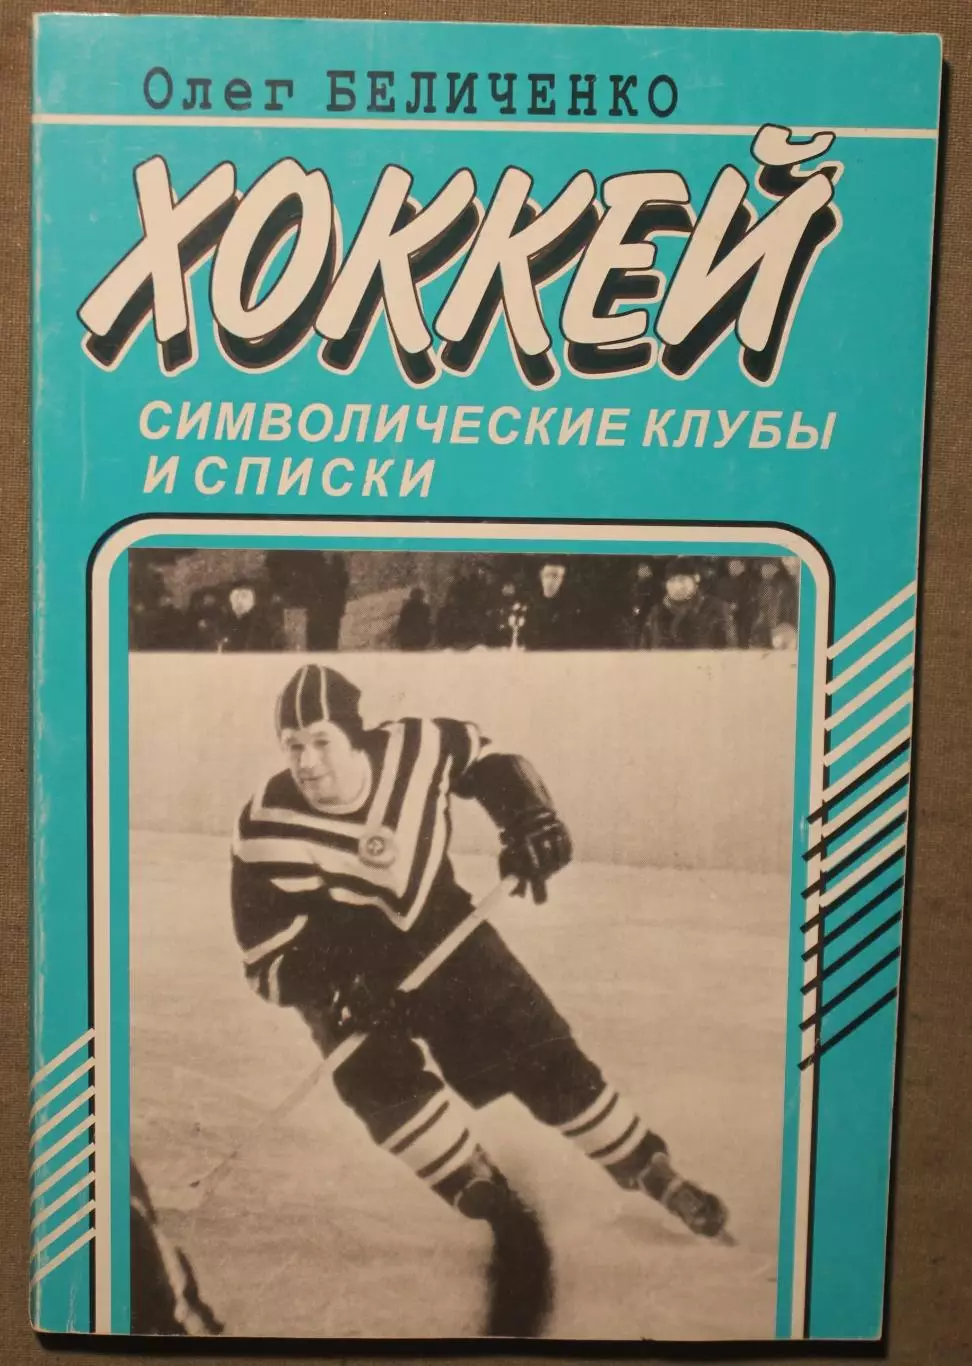 Олег БЕЛИЧЕНКО
ХОККЕЙ
СИМВОЛИЧЕСКИЕ КЛУБЫ
И СПИСКИ